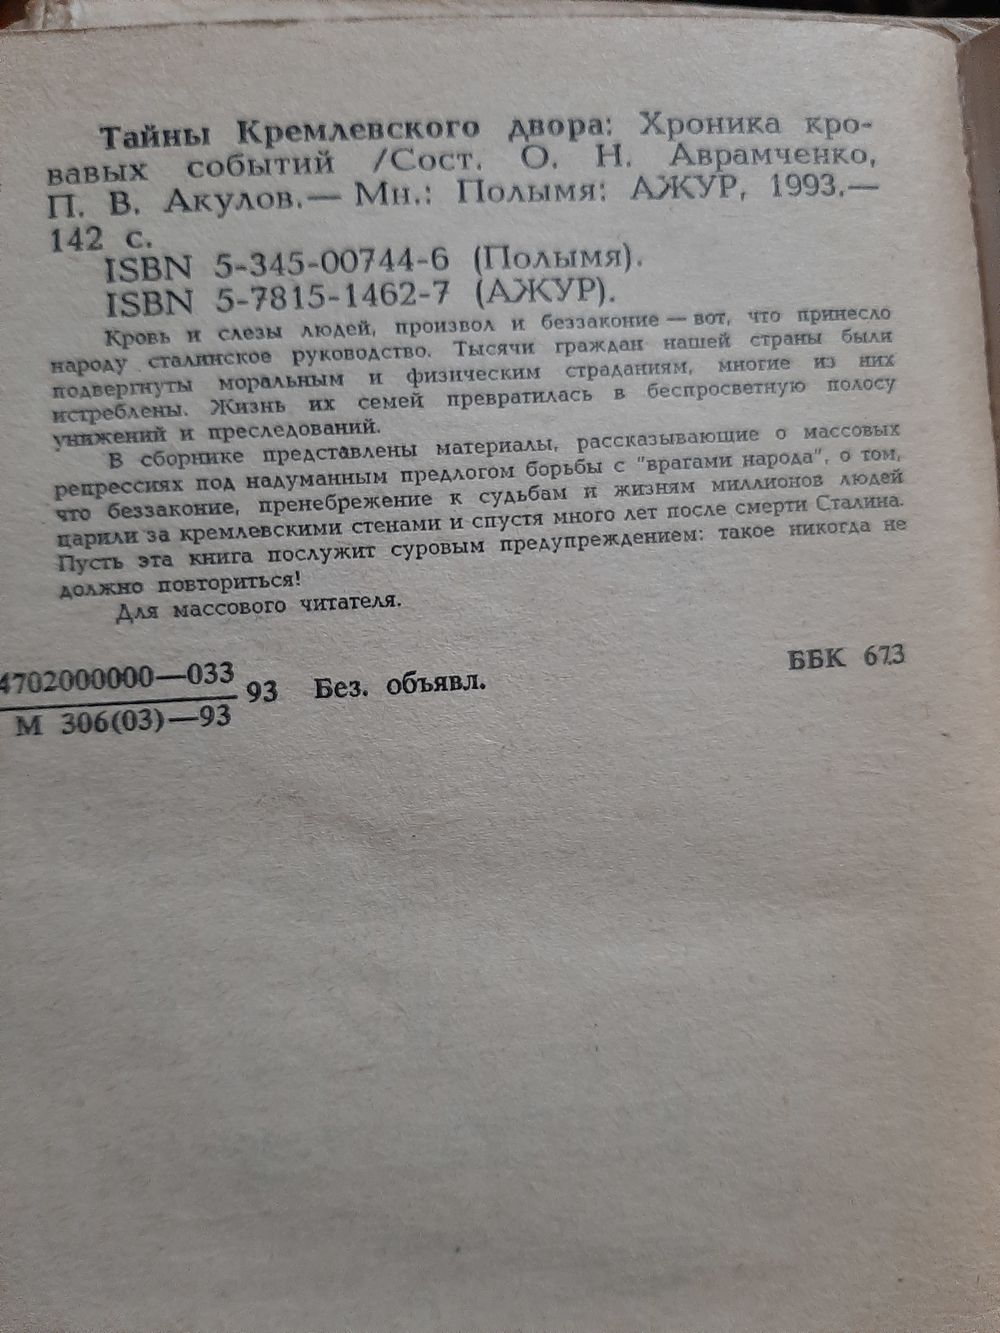 Тайны Кремлевского двора: Хроника кро-
вавых событий /Сост. О. Н. Аврамченко,
П. В. Акулов.— Мн.: Полымя: АЖУР, 1993.—
142 с.
ISBN 5-345-00744-6 (Полымя).
ISBN 5-7815-1462-7 (АЖУР).
Кровь и слезы людей, произвол и беззаконие — вот, что принесло
народу сталинское руководство. Тысячи граждан нашей страны были
подвергнуты моральным и физическим страданиям, многие из них
истреблены. Жизнь их семей превратилась в беспросветную полосу
унижений и преследований.
В сборнике представлены материалы, рассказывающие о массовых
репрессиях под надуманным предлогом борьбы с "врагами народа", о том,
что беззаконие, пренебрежение к судьбам и жизням миллионов людей
царили за кремлевскими стенами и спустя много лет после смерти Сталина.
Пусть эта книга послужит суровым предупреждением: такое никогда не
должно повториться!
Для массового читателя.
4702000000—033
М 306(03)—93
93 Без. объявл.
ББК 67.3